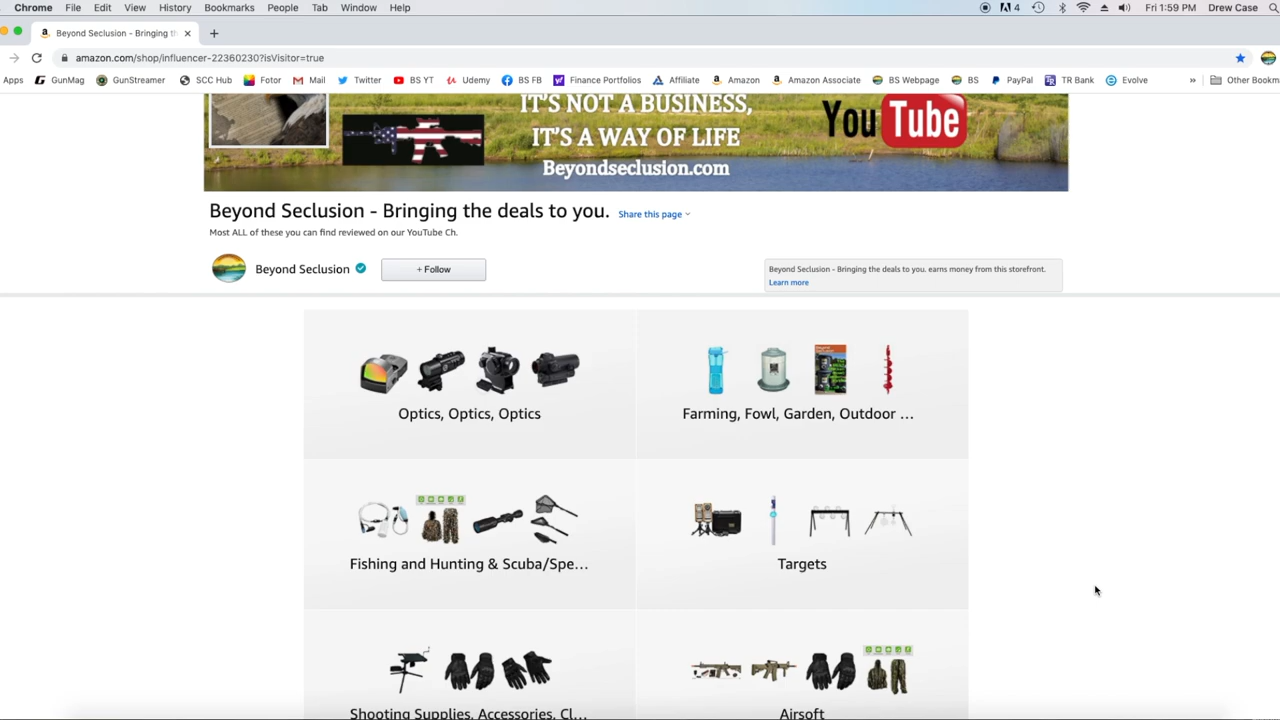 Chrome File Edit View History Bookmarks People Tab Window Help 4 Fri 1:59 PM Drew Case
Beyond Seclusion - Bringing th
amazon.com/shop/influencer-22360230?isVisitor=true
Apps GunMag GunStreamer SCC Hub Fotor Mail Twitter BS YT Udemy BS FB Finance Portfolios Affiliate Amazon Amazon Associate BS Webpage BS PayPal TR Bank Evolve » Other Bookm
IT'S NOT A BUSINESS,
IT'S A WAY OF LIFE
Beyondseclusion.com
You Tube
Beyond Seclusion - Bringing the deals to you. Share this page
Most ALL of these you can find reviewed on our YouTube Ch.
Beyond Seclusion + Follow
Beyond Seclusion - Bringing the deals to you. earns money from this storefront.
Learn more
Optics, Optics, Optics
Farming, Fowl, Garden, Outdoor ...
Fishing and Hunting & Scuba/Spe...
Targets
Shooting Supplies, Accessories, Cl...
Airsoft